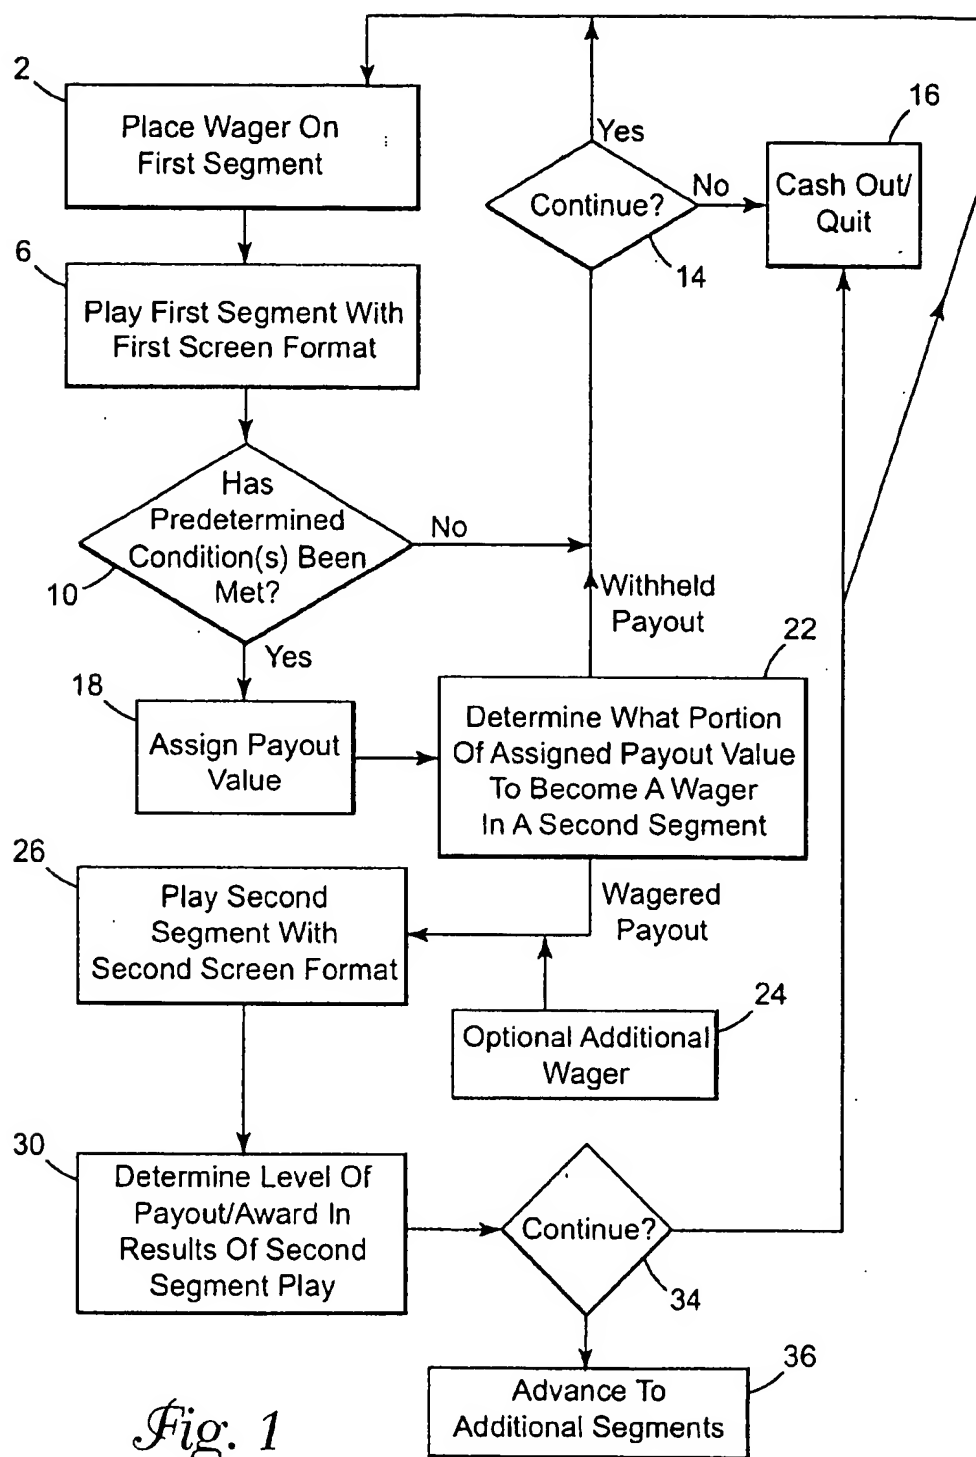 2
Place Wager On
First Segment
6
Play First Segment With
First Screen Format
Has
Predetermined
Condition(s) Been
Met?
10
No
Yes
Yes
Continue?
14
No
16
Cash Out/
Quit
Withheld
Payout
18
Assign Payout
Value
22
Determine What Portion
Of Assigned Payout Value
To Become A Wager
In A Second Segment
Wagered
Payout
26
Play Second
Segment With
Second Screen Format
24
Optional Additional
Wager
30
Determine Level Of
Payout/Award In
Results Of Second
Segment Play
Continue?
34
36
Advance To
Additional Segments
Fig. 1